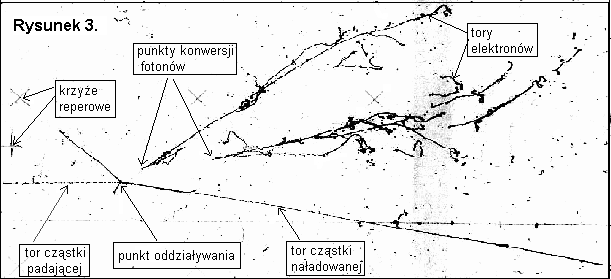 Rysunek 3.
punkty konwersji
fotonów
tory
elektronów
krzyże
reperowe
tor cząstki
padającej
punkt oddziaływania
tor cząstki
naładowanej